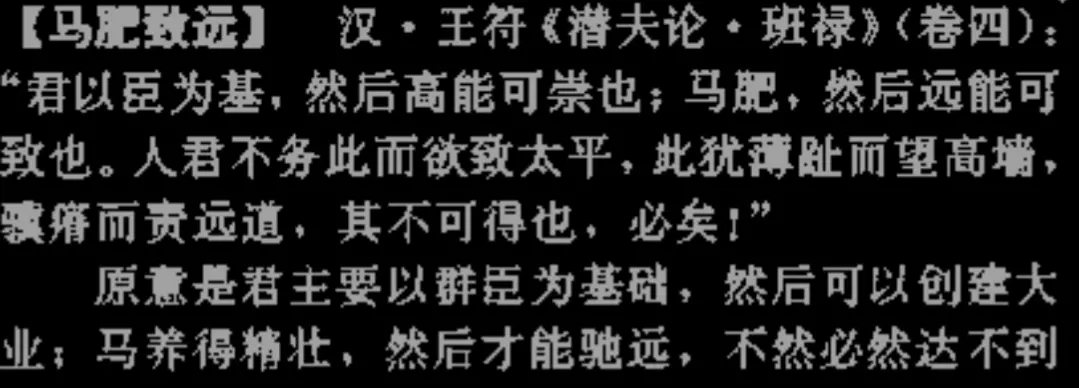 【马肥致远】 汉·王符《潜夫论·班禄》（卷四）：
“君以臣为基，然后高能可崇也；马肥，然后远能可
致也。人君不务此而欲致太平，此犹薄趾而望高墙，
骥瘠而责远道，其不可得也，必矣！”
原意是君主要以群臣为基础，然后可以创建大
业；马养得精壮，然后才能驰远，不然必然达不到